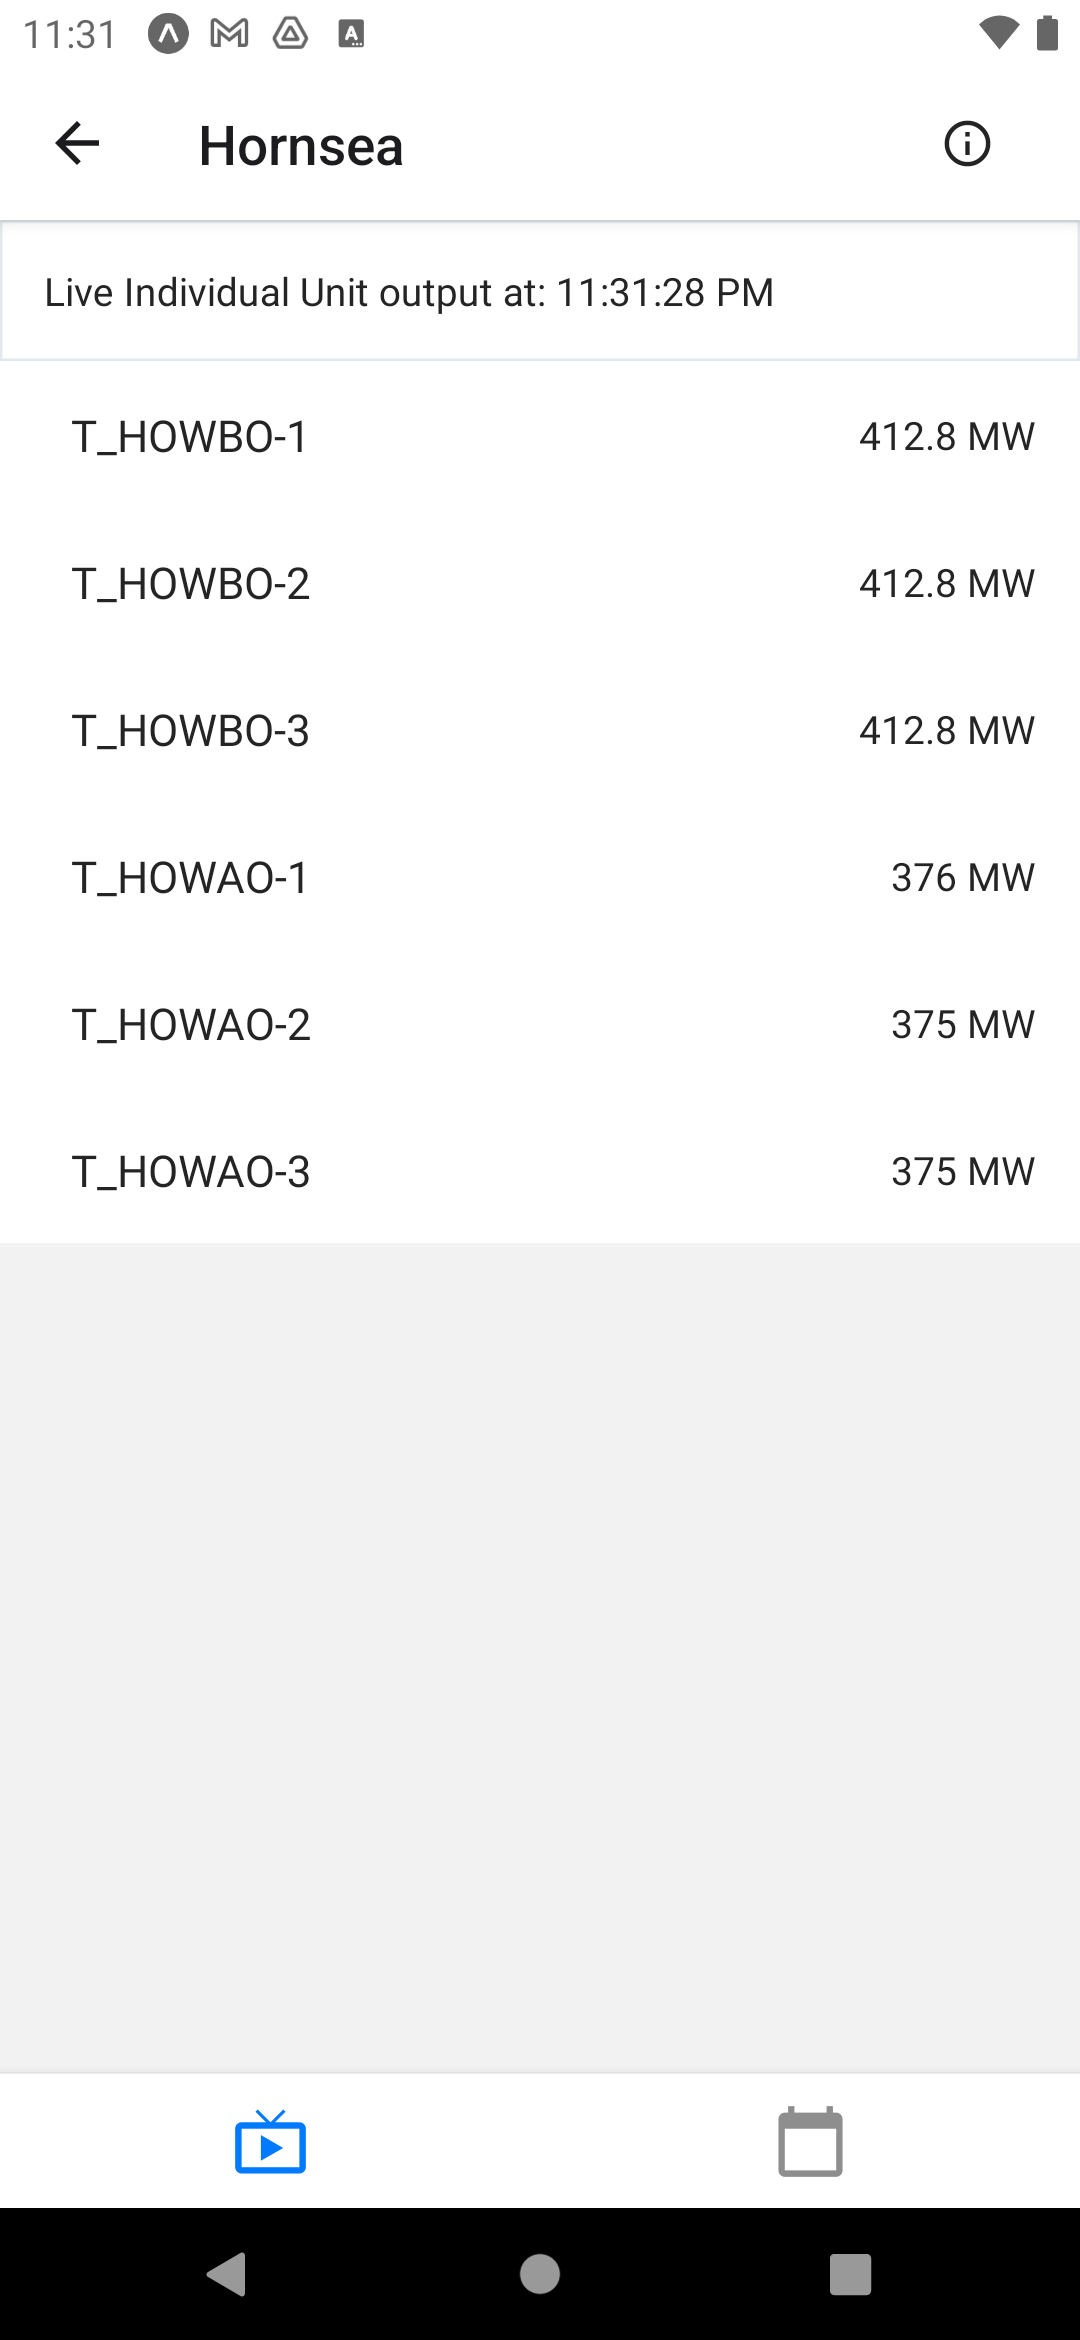 11:31
Hornsea
Live Individual Unit output at: 11:31:28 PM
T_HOWBO-1 412.8 MW
T_HOWBO-2 412.8 MW
T_HOWBO-3 412.8 MW
T_HOWAO-1 376 MW
T_HOWAO-2 375 MW
T_HOWAO-3 375 MW